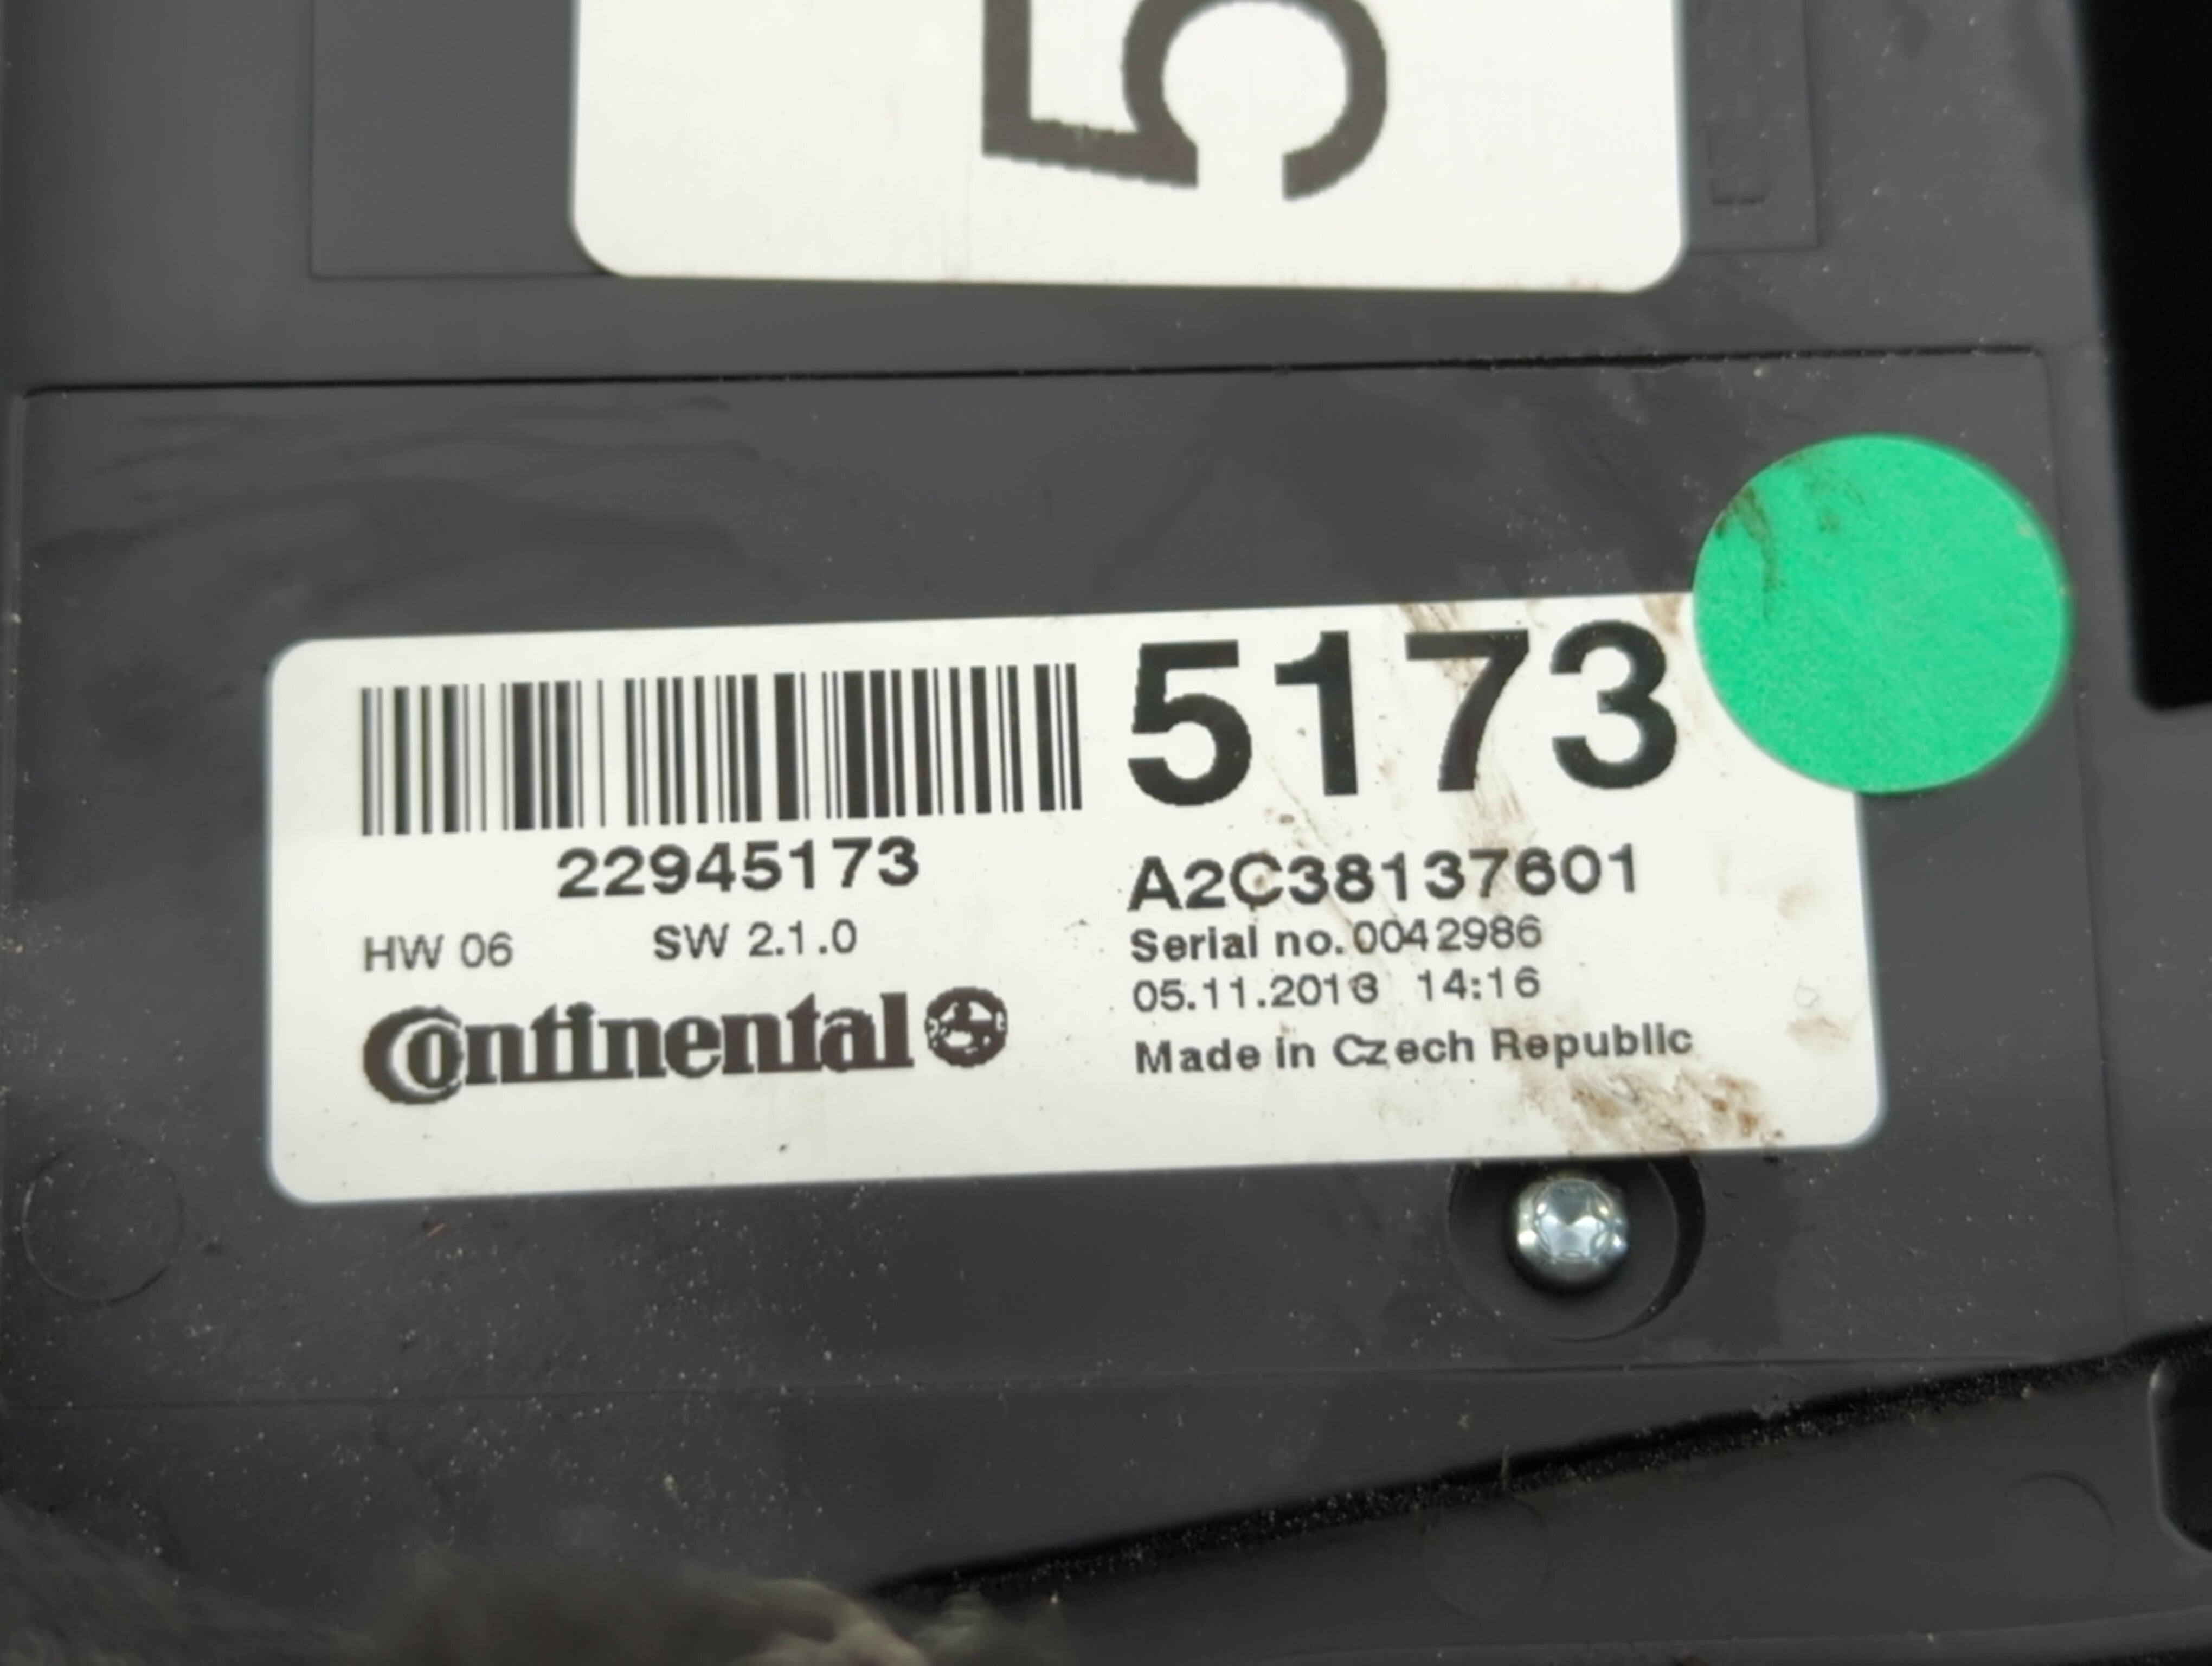 5
5173
22945173
A2C38137601
HW 06 SW 2.1.0
Serial no.0042986
05.11.2013 14:16
Continental
Made in Czech Republic